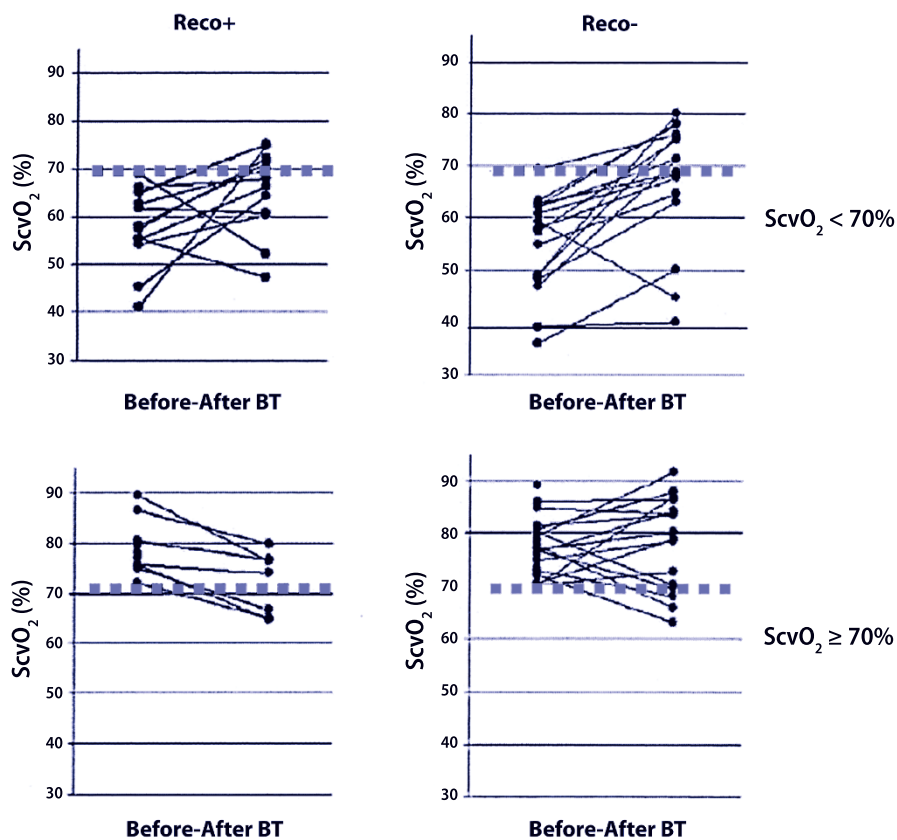 Reco+
Reco-
90
80
70
60
50
40
30
ScvO₂ (%)
Before-After BT
90
80
70
60
50
40
30
ScvO₂ (%)
Before-After BT
ScvO₂ < 70%
90
80
70
60
50
40
30
ScvO₂ (%)
Before-After BT
90
80
70
60
50
40
30
ScvO₂ (%)
Before-After BT
ScvO₂ ≥ 70%